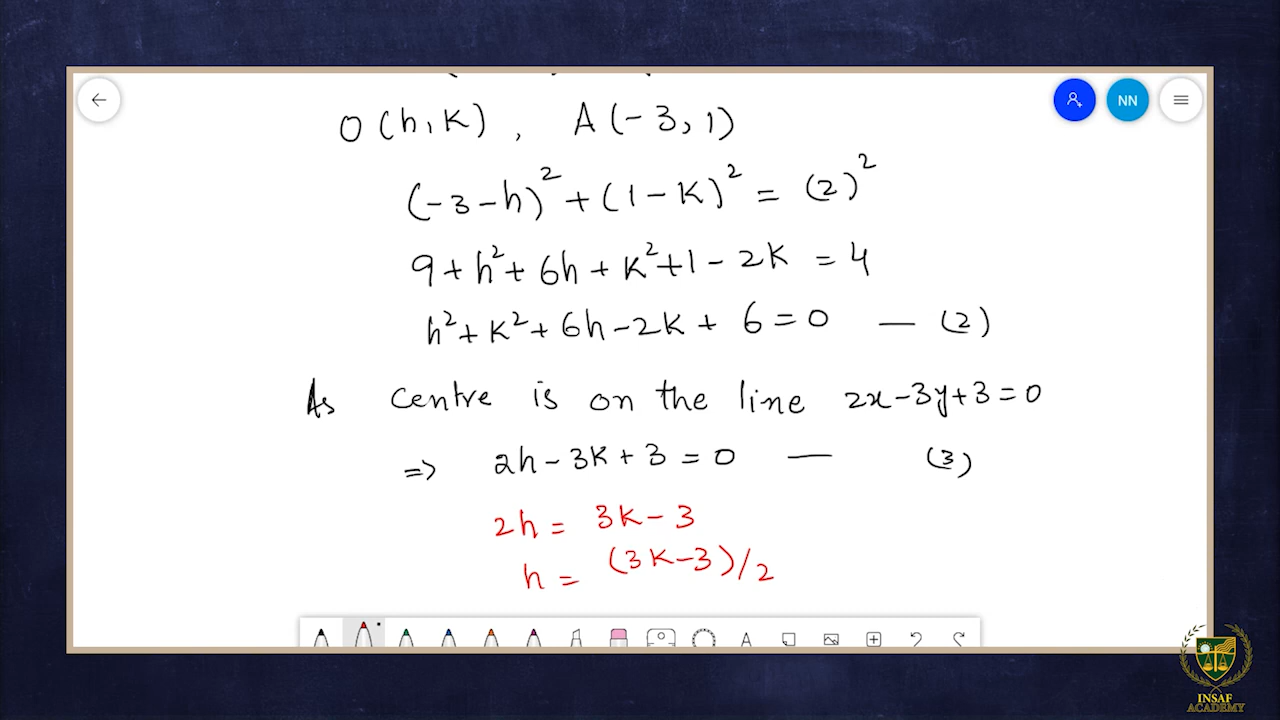 NN
O(h,K), A(-3,1)
(-3-h)²+(1-K)² = (2)²
9+h²+6h+K²+1-2K = 4
h²+K²+6h-2K+6=0 — (2)
As centre is on the line 2x-3y+3=0
=> 2h-3K+3=0 — (3)
2h = 3K-3
h = (3K-3)/2
A
INSAF
ACADEMY